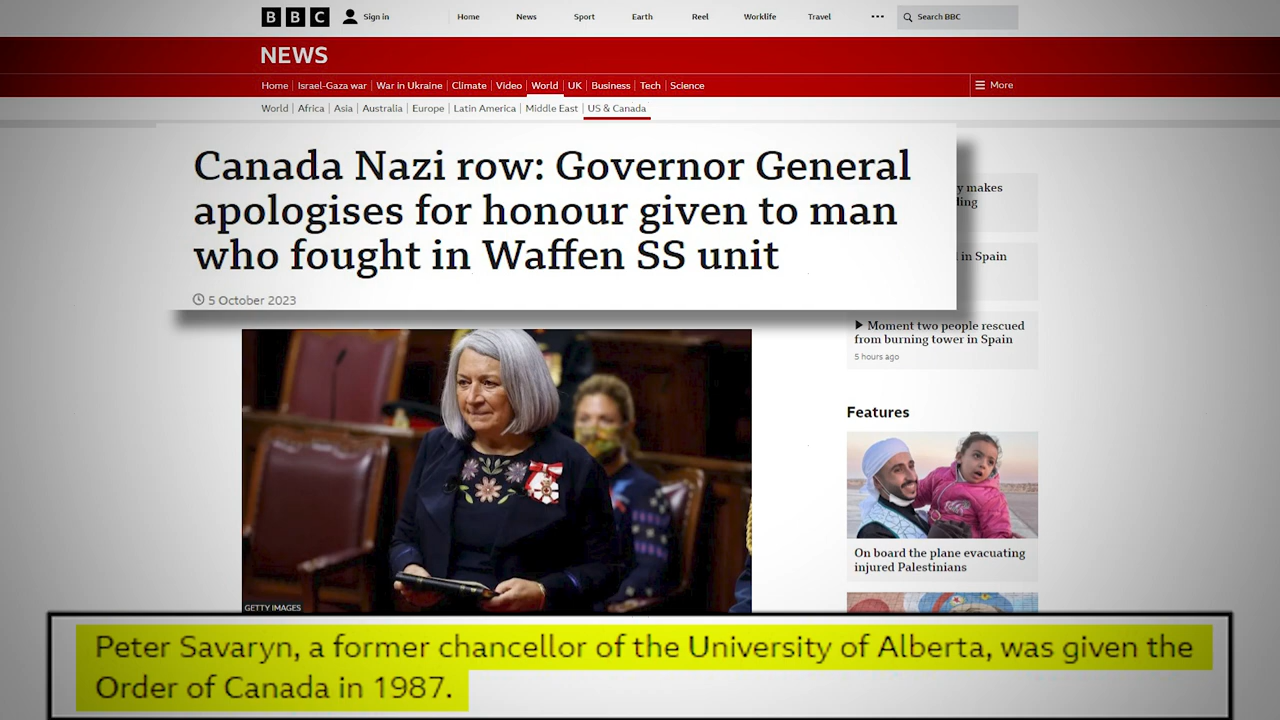 BBC
Sign in
Home
News
Sport
Earth
Reel
Worklife
Travel
Search BBC
NEWS
Home
Israel-Gaza war
War in Ukraine
Climate
Video
World
UK
Business
Tech
Science
More
World
Africa
Asia
Australia
Europe
Latin America
Middle East
US & Canada
Canada Nazi row: Governor General
apologises for honour given to man
who fought in Waffen SS unit
5 October 2023
makes
in Spain
Moment two people rescued
from burning tower in Spain
5 hours ago
Features
On board the plane evacuating
injured Palestinians
GETTY IMAGES
Peter Savaryn, a former chancellor of the University of Alberta, was given the
Order of Canada in 1987.